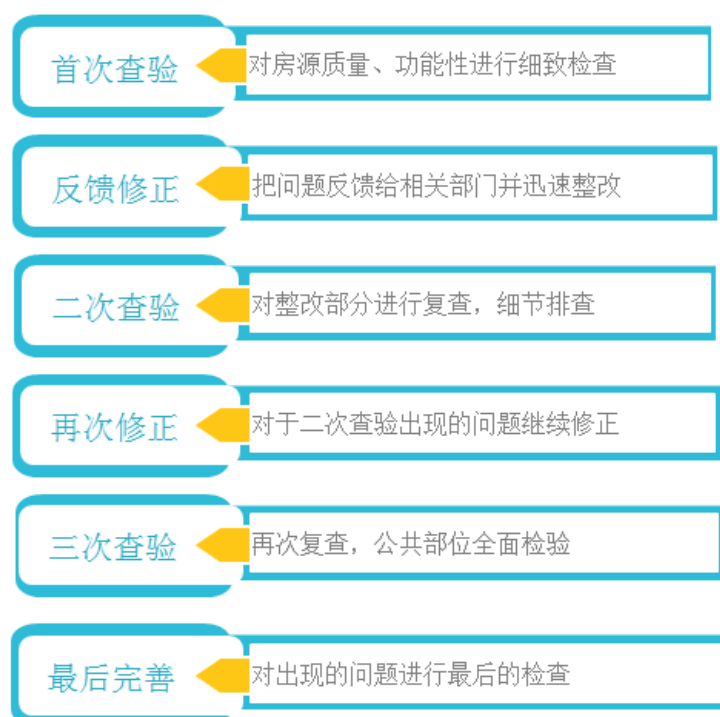 首次查验
对房源质量、功能性进行细致检查
反馈修正
把问题反馈给相关部门并迅速整改
二次查验
对整改部分进行复查，细节排查
再次修正
对于二次查验出现的问题继续修正
三次查验
再次复查，公共部位全面检验
最后完善
对出现的问题进行最后的检查